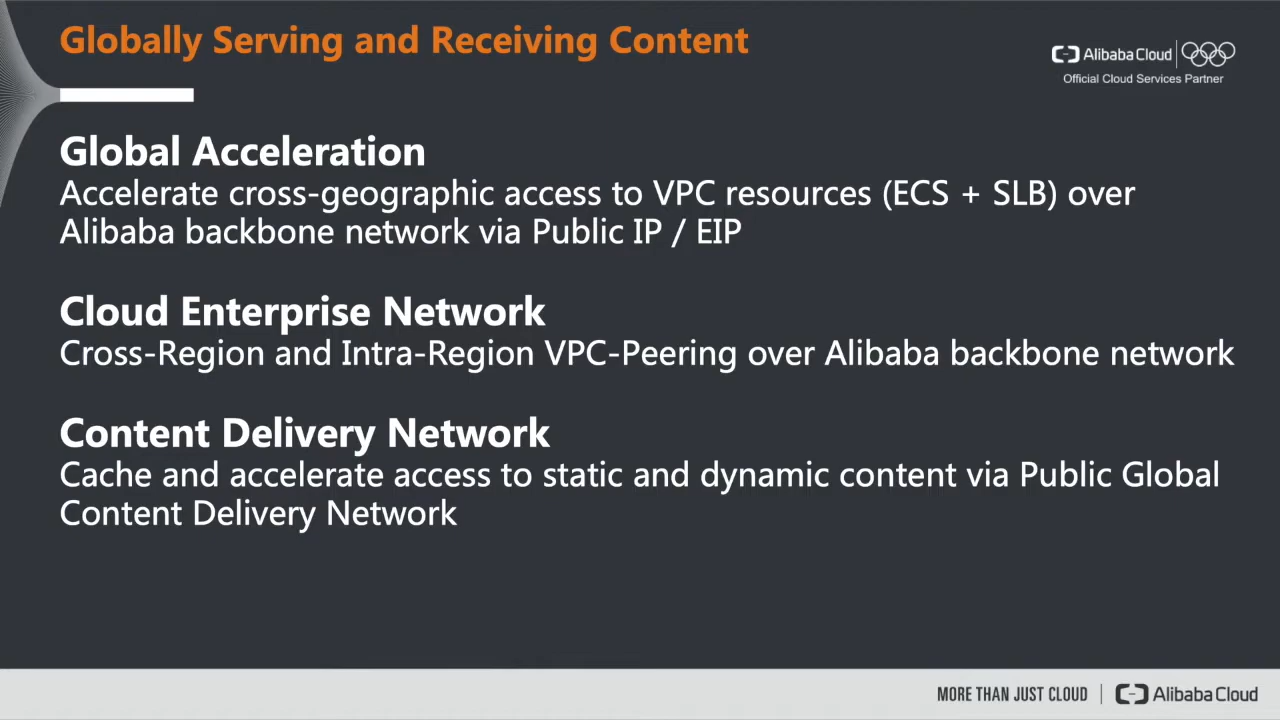 Globally Serving and Receiving Content
Alibaba Cloud
Official Cloud Services Partner
Global Acceleration
Accelerate cross-geographic access to VPC resources (ECS + SLB) over
Alibaba backbone network via Public IP / EIP
Cloud Enterprise Network
Cross-Region and Intra-Region VPC-Peering over Alibaba backbone network
Content Delivery Network
Cache and accelerate access to static and dynamic content via Public Global
Content Delivery Network
MORE THAN JUST CLOUD | Alibaba Cloud